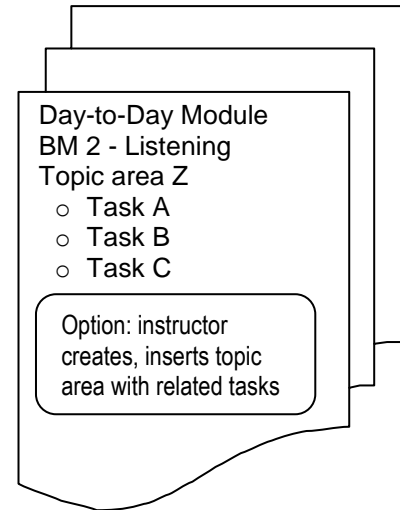 Day-to-Day Module
BM 2 - Listening
Topic area Z
○ Task A
○ Task B
○ Task C
Option: instructor
creates, inserts topic
area with related tasks